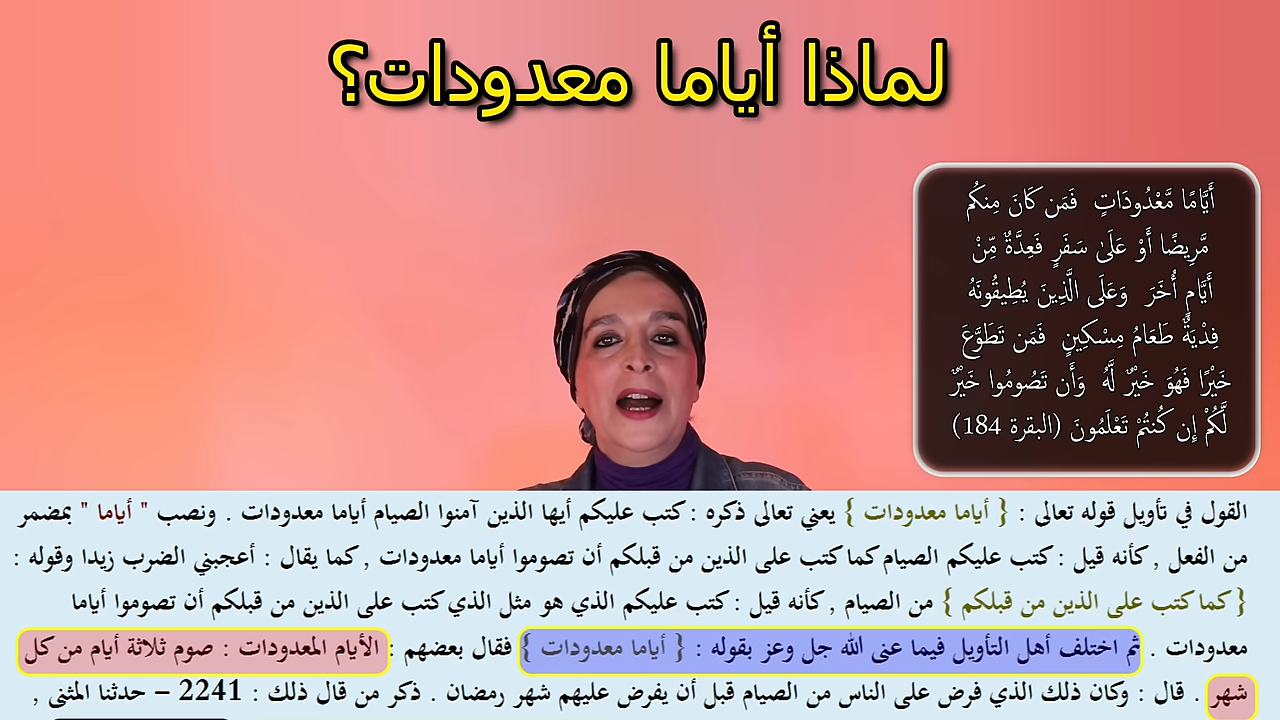 لماذا أياما معدودات؟
أَيَّامًا مَّعْدُودَاتٍ فَمَن كَانَ مِنكُم
مَّرِيضًا أَوْ عَلَىٰ سَفَرٍ فَعِدَّةٌ مِّنْ
أَيَّامٍ أُخَرَ وَعَلَى الَّذِينَ يُطِيقُونَهُ
فِدْيَةٌ طَعَامُ مِسْكِينٍ فَمَن تَطَوَّعَ
خَيْرًا فَهُوَ خَيْرٌ لَّهُ وَأَن تَصُومُوا خَيْرٌ
لَّكُمْ إِن كُنتُمْ تَعْلَمُونَ (البقرة 184)
القول في تأويل قوله تعالى : { أياما معدودات } يعني تعالى ذكره : كتب عليكم أيها الذين آمنوا الصيام أياما معدودات . ونصب " أياما " بمضمر
من الفعل , كأنه قيل : كتب عليكم الصيام كما كتب على الذين من قبلكم أن تصوموا أياما معدودات , كما يقال : أعجبني الضرب زيدا وقوله :
{ كما كتب على الذين من قبلكم } من الصيام , كأنه قيل : كتب عليكم الذي هو مثل الذي كتب على الذين من قبلكم أن تصوموا أياما
معدودات . ثم اختلف أهل التأويل فيما عنى الله جل وعز بقوله : { أياما معدودات } فقال بعضهم : الأيام المعدودات : صوم ثلاثة أيام من كل
شهر . قال : وكان ذلك الذي فرض على الناس من الصيام قبل أن يفرض عليهم شهر رمضان . ذكر من قال ذلك : 2241 – حدثنا المثنى ,